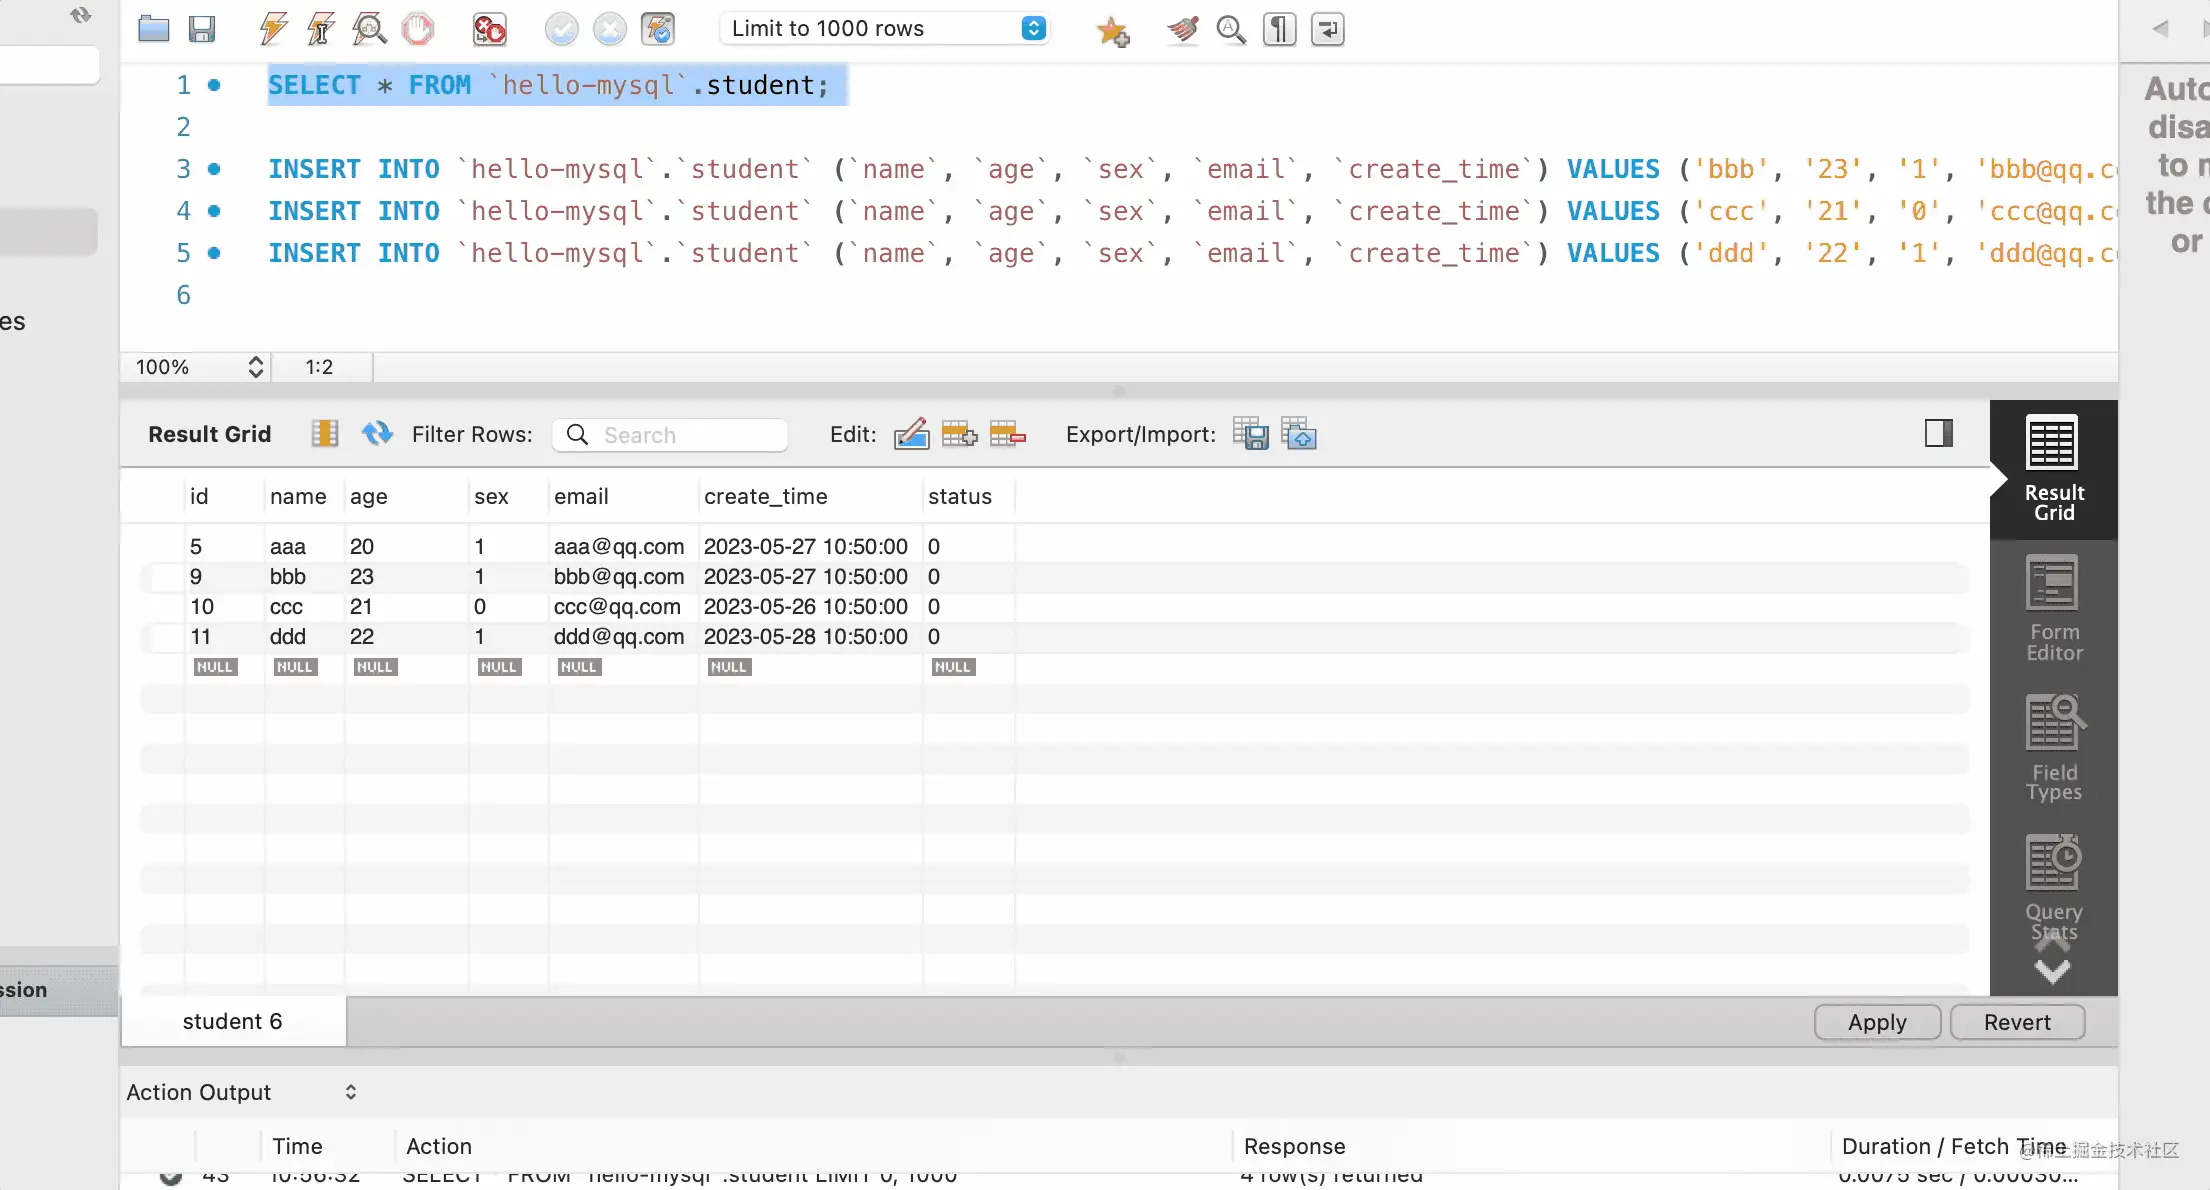 Limit to 1000 rows
1 SELECT * FROM `hello-mysql`.student;
2
3 INSERT INTO `hello-mysql`.`student` (`name`, `age`, `sex`, `email`, `create_time`) VALUES ('bbb', '23', '1', 'bbb@qq.c
4 INSERT INTO `hello-mysql`.`student` (`name`, `age`, `sex`, `email`, `create_time`) VALUES ('ccc', '21', '0', 'ccc@qq.c
5 INSERT INTO `hello-mysql`.`student` (`name`, `age`, `sex`, `email`, `create_time`) VALUES ('ddd', '22', '1', 'ddd@qq.c
6
Auto
disa
to
the
or
es
100% 1:2
Result Grid Filter Rows: Search Edit: Export/Import:
id name age sex email create_time status
5 aaa 20 1 aaa@qq.com 2023-05-27 10:50:00 0
9 bbb 23 1 bbb@qq.com 2023-05-27 10:50:00 0
10 ccc 21 0 ccc@qq.com 2023-05-26 10:50:00 0
11 ddd 22 1 ddd@qq.com 2023-05-28 10:50:00 0
NULL NULL NULL NULL NULL NULL NULL
Result
Grid
Form
Editor
Field
Types
Query
Stats
ssion
student 6 Apply Revert
Action Output
Time Action Response Duration / Fetch Time
43 10:56:32 SELECT * FROM `hello-mysql`.student LIMIT 0, 1000 4 row(s) returned 0.0075 sec / 0.00030...
@稀土掘金技术社区